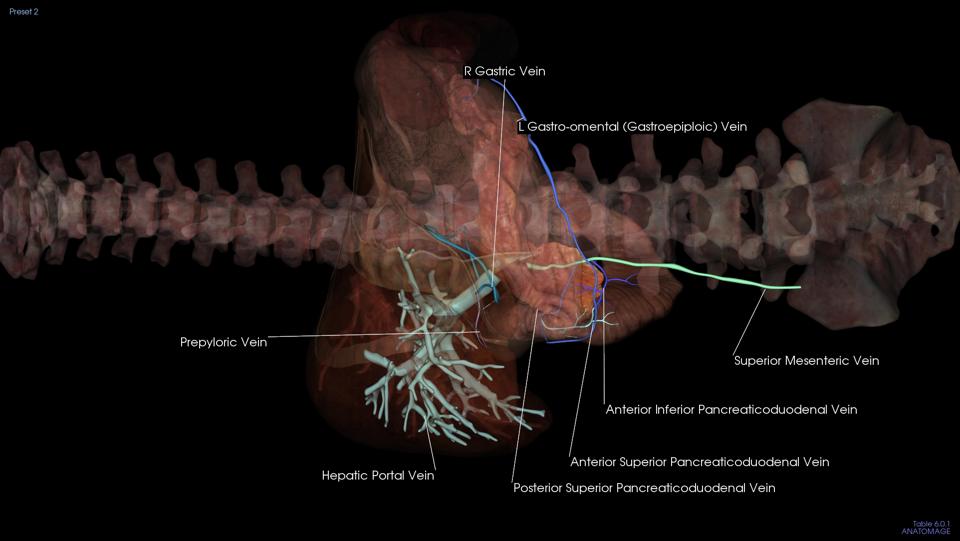 Preset 2
R Gastric Vein
L Gastro-omental (Gastroepiploic) Vein
Prepyloric Vein
Superior Mesenteric Vein
Anterior Inferior Pancreaticoduodenal Vein
Anterior Superior Pancreaticoduodenal Vein
Hepatic Portal Vein
Posterior Superior Pancreaticoduodenal Vein
Table 6.0.1
ANATOMAGE